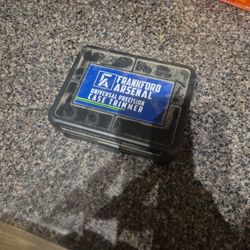 FRANKFORD
ARSENAL
UNIVERSAL PRECISION
CASE TRIMMER